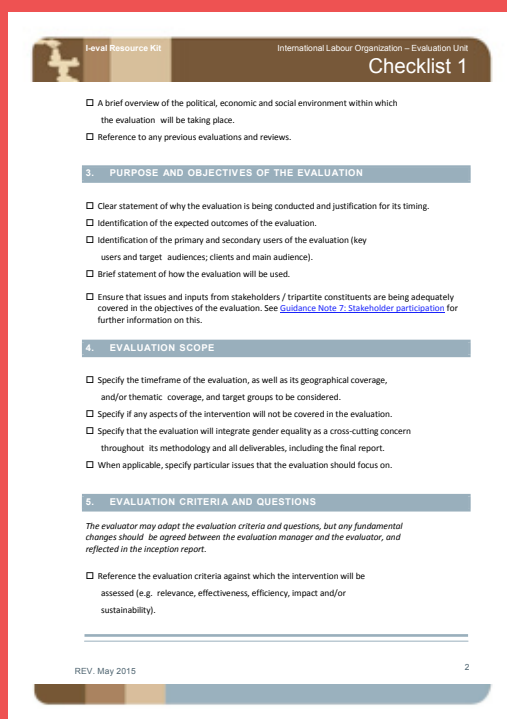 I-eval Resource Kit
International Labour Organization – Evaluation Unit
Checklist 1
☐ A brief overview of the political, economic and social environment within which
the evaluation will be taking place.
☐ Reference to any previous evaluations and reviews.
3. PURPOSE AND OBJECTIVES OF THE EVALUATION
☐ Clear statement of why the evaluation is being conducted and justification for its timing.
☐ Identification of the expected outcomes of the evaluation.
☐ Identification of the primary and secondary users of the evaluation (key
users and target audiences; clients and main audience).
☐ Brief statement of how the evaluation will be used.
☐ Ensure that issues and inputs from stakeholders / tripartite constituents are being adequately
covered in the objectives of the evaluation. See Guidance Note 7: Stakeholder participation for
further information on this.
4. EVALUATION SCOPE
☐ Specify the timeframe of the evaluation, as well as its geographical coverage,
and/or thematic coverage, and target groups to be considered.
☐ Specify if any aspects of the intervention will not be covered in the evaluation.
☐ Specify that the evaluation will integrate gender equality as a cross-cutting concern
throughout its methodology and all deliverables, including the final report.
☐ When applicable, specify particular issues that the evaluation should focus on.
5. EVALUATION CRITERIA AND QUESTIONS
The evaluator may adapt the evaluation criteria and questions, but any fundamental
changes should be agreed between the evaluation manager and the evaluator, and
reflected in the inception report.
☐ Reference the evaluation criteria against which the intervention will be
assessed (e.g. relevance, effectiveness, efficiency, impact and/or
sustainability).
REV. May 2015
2